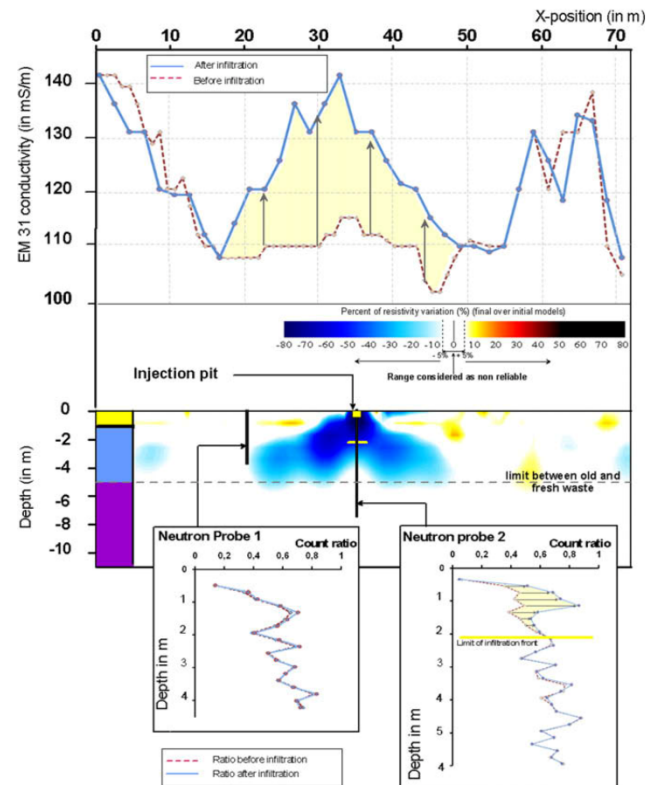 X-position (in m)
0 10 20 30 40 50 60 70
After infiltration
Before infiltration
EM 31 conductivity (in mS/m)
140
130
120
110
100
Percent of resistivity variation (%) (final over initial models)
-80 -70 -60 -50 -40 -30 -20 -10 0 10 20 30 40 50 60 70 80
- 5% + 5%
Range considered as non reliable
Injection pit
Depth (in m)
0
-2
-4
-6
-8
-10
limit between old and
fresh waste
Neutron Probe 1
Count ratio
0 0,2 0,4 0,6 0,8 1
Depth in m
0
1
2
3
4
Neutron probe 2
Count ratio
0 0,2 0,4 0,6 0,8 1
Depth in m
0
1
2
Limit of infiltration front
3
4
5
4
Ratio before infiltration
Ratio after infiltration